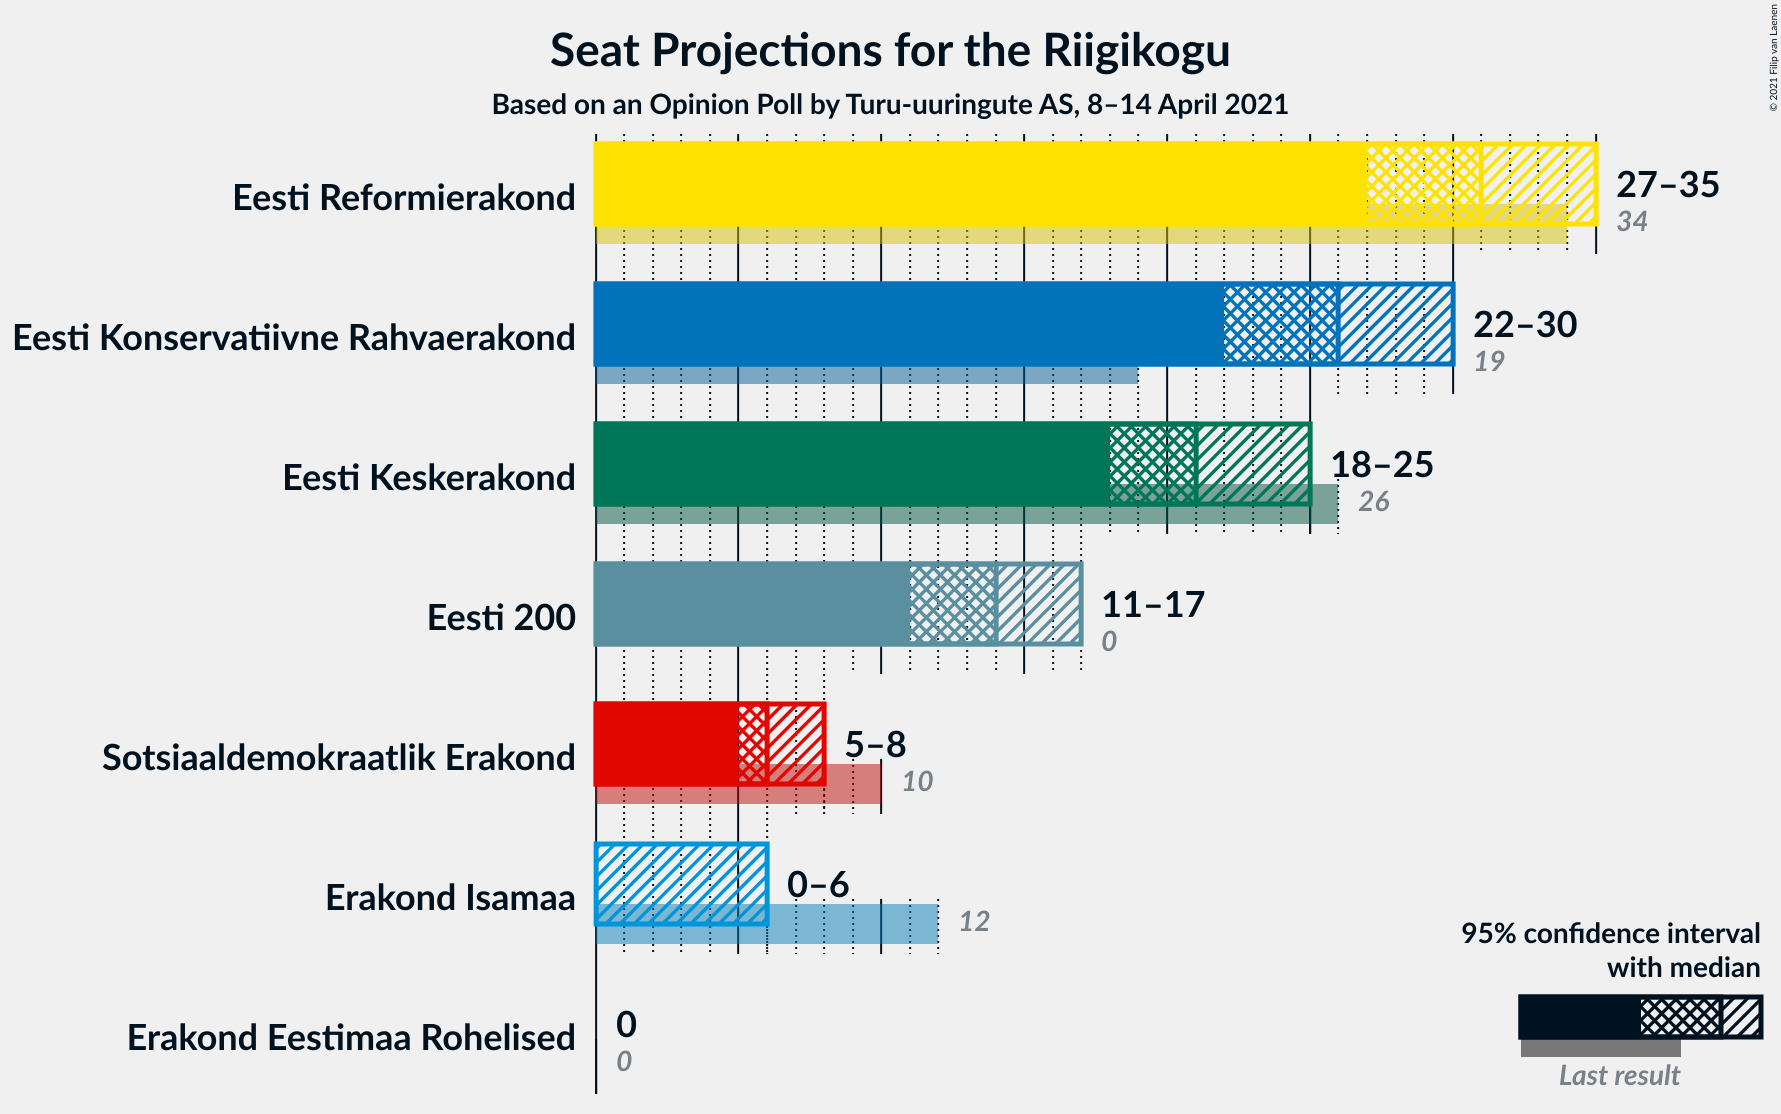 Seat Projections for the Riigikogu
Based on an Opinion Poll by Turu-uuringute AS, 8–14 April 2021
© 2021 Filip van Laenen
Eesti Reformierakond
27–35
34
Eesti Konservatiivne Rahvaerakond
22–30
19
Eesti Keskerakond
18–25
26
Eesti 200
11–17
0
Sotsiaaldemokraatlik Erakond
5–8
10
Erakond Isamaa
0–6
12
Erakond Eestimaa Rohelised
0
0
95% confidence interval
with median
Last result